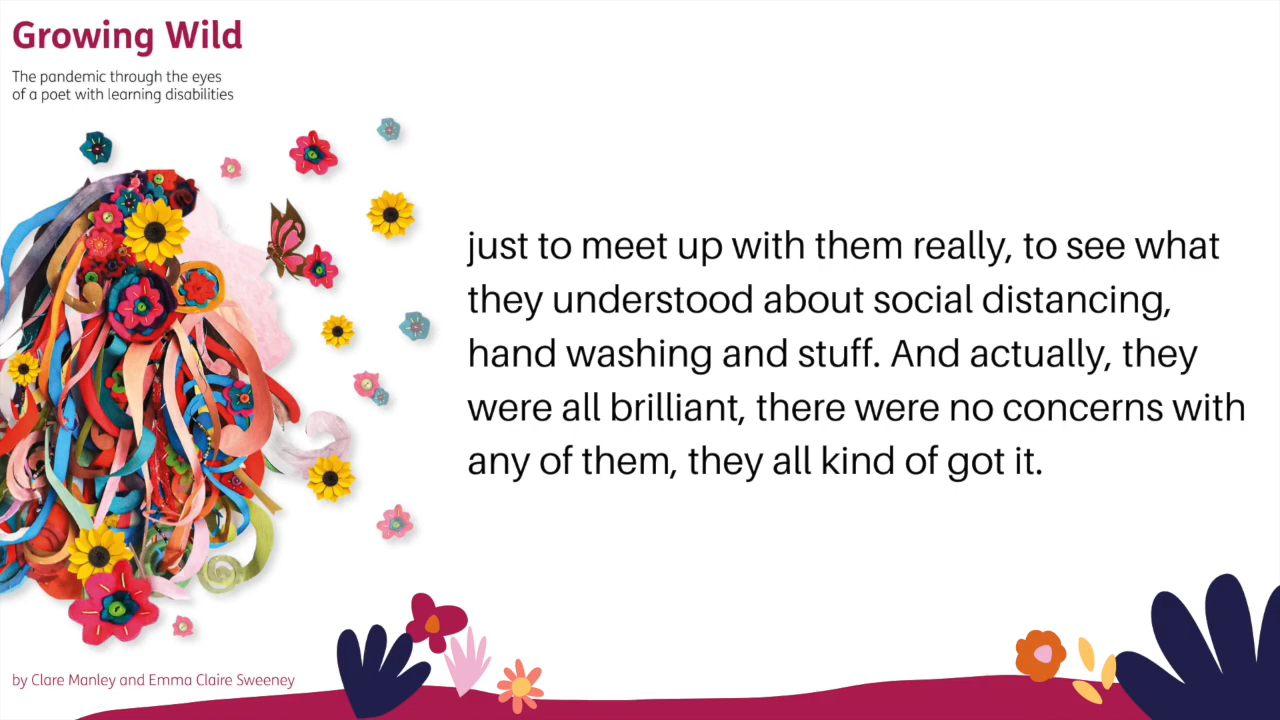 Growing Wild
The pandemic through the eyes
of a poet with learning disabilities
just to meet up with them really, to see what
they understood about social distancing,
hand washing and stuff. And actually, they
were all brilliant, there were no concerns with
any of them, they all kind of got it.
by Clare Manley and Emma Claire Sweeney